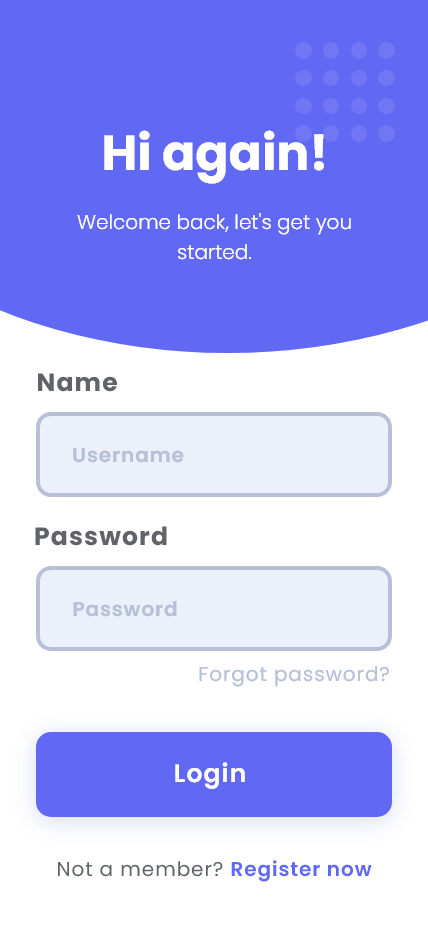 Hi again!
Welcome back, let's get you
started.
Name
Username
Password
Password
Forgot password?
Login
Not a member? Register now